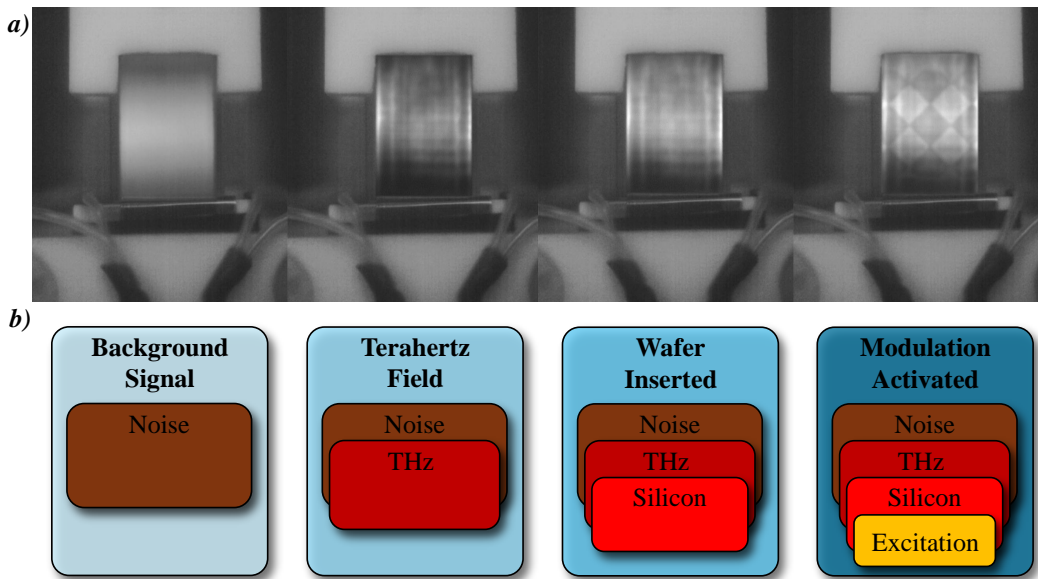 a)
b)
Background
Signal
Noise
Terahertz
Field
Noise
THz
Wafer
Inserted
Noise
THz
Silicon
Modulation
Activated
Noise
THz
Silicon
Excitation